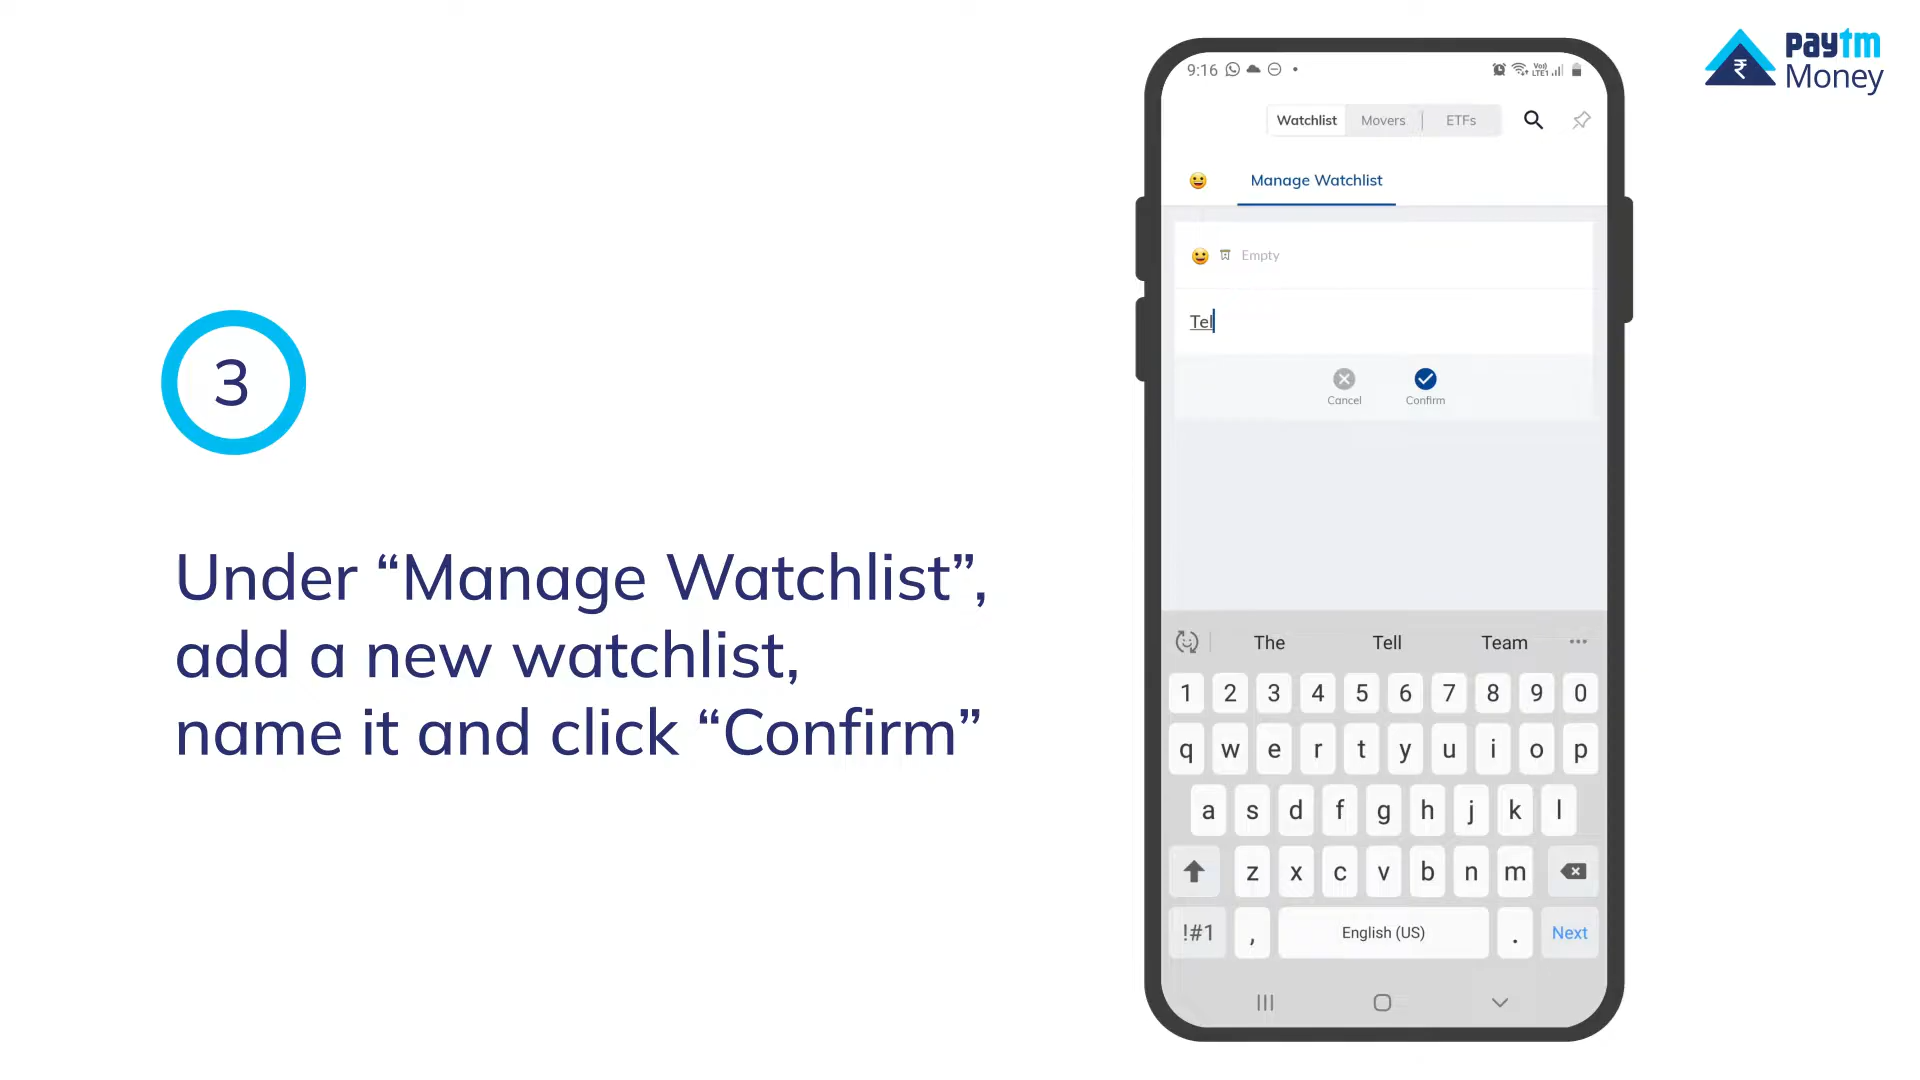 paytm
Money
3
Under “Manage Watchlist”,
add a new watchlist,
name it and click “Confirm”
9:16
Watchlist Movers ETFs
Manage Watchlist
Empty
Tel
Cancel Confirm
The Tell Team
1 2 3 4 5 6 7 8 9 0
q w e r t y u i o p
a s d f g h j k l
z x c v b n m
!#1 , English (US) . Next